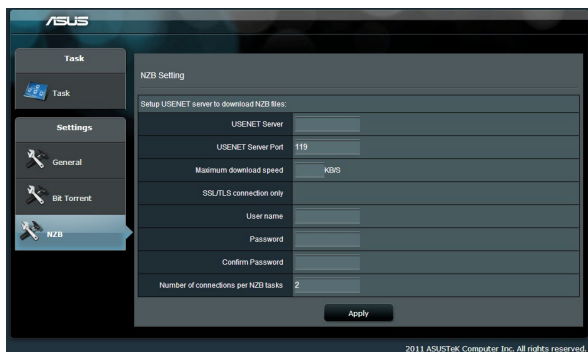 ASUS
Task
Task
Settings
General
Bit Torrent
NZB
NZB Setting
Setup USENET server to download NZB files:
USENET Server
USENET Server Port 119
Maximum download speed KB/S
SSL/TLS connection only
User name
Password
Confirm Password
Number of connections per NZB tasks 2
Apply
2011 ASUSTeK Computer Inc. All rights reserved.